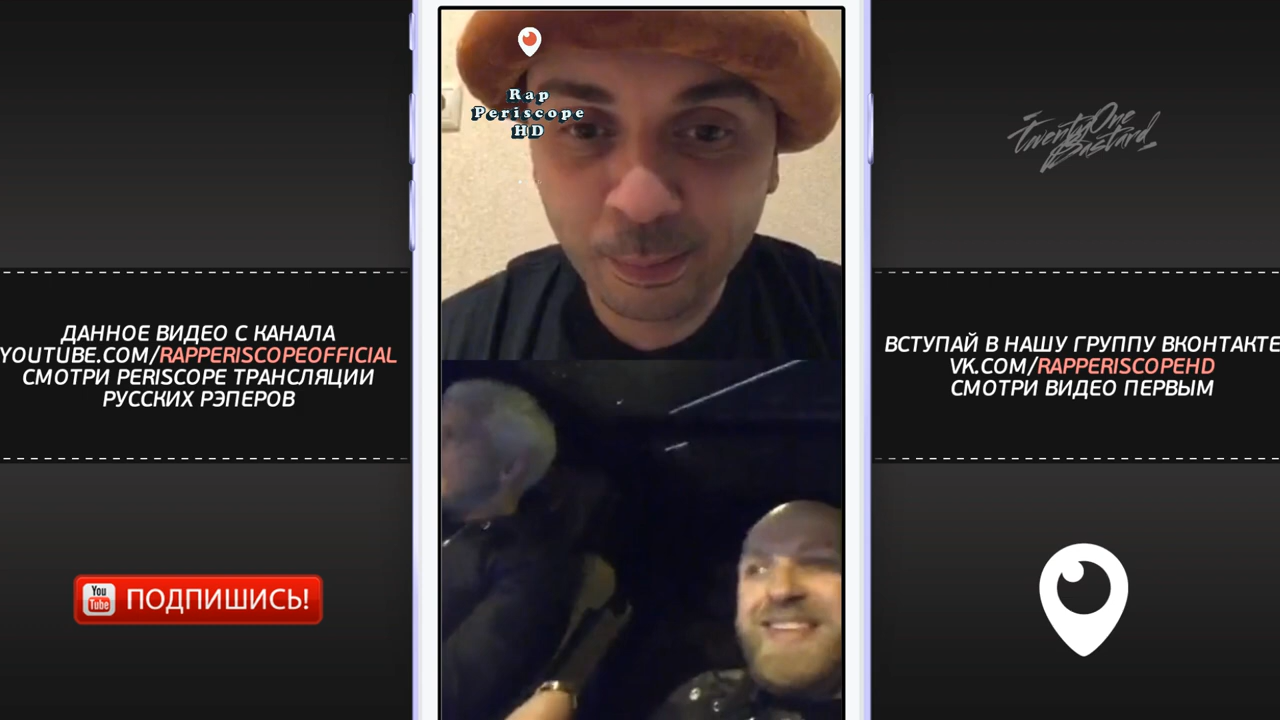 Rap
Periscope
HD
TwentyOne
Bastard
ДАННОЕ ВИДЕО С КАНАЛА
YOUTUBE.COM/RAPPERISCOPEOFFICIAL
СМОТРИ PERISCOPE ТРАНСЛЯЦИИ
РУССКИХ РЭПЕРОВ
ВСТУПАЙ В НАШУ ГРУППУ ВКОНТАКТЕ
VK.COM/RAPPERISCOPEHD
СМОТРИ ВИДЕО ПЕРВЫМ
You
Tube
ПОДПИШИСЬ!